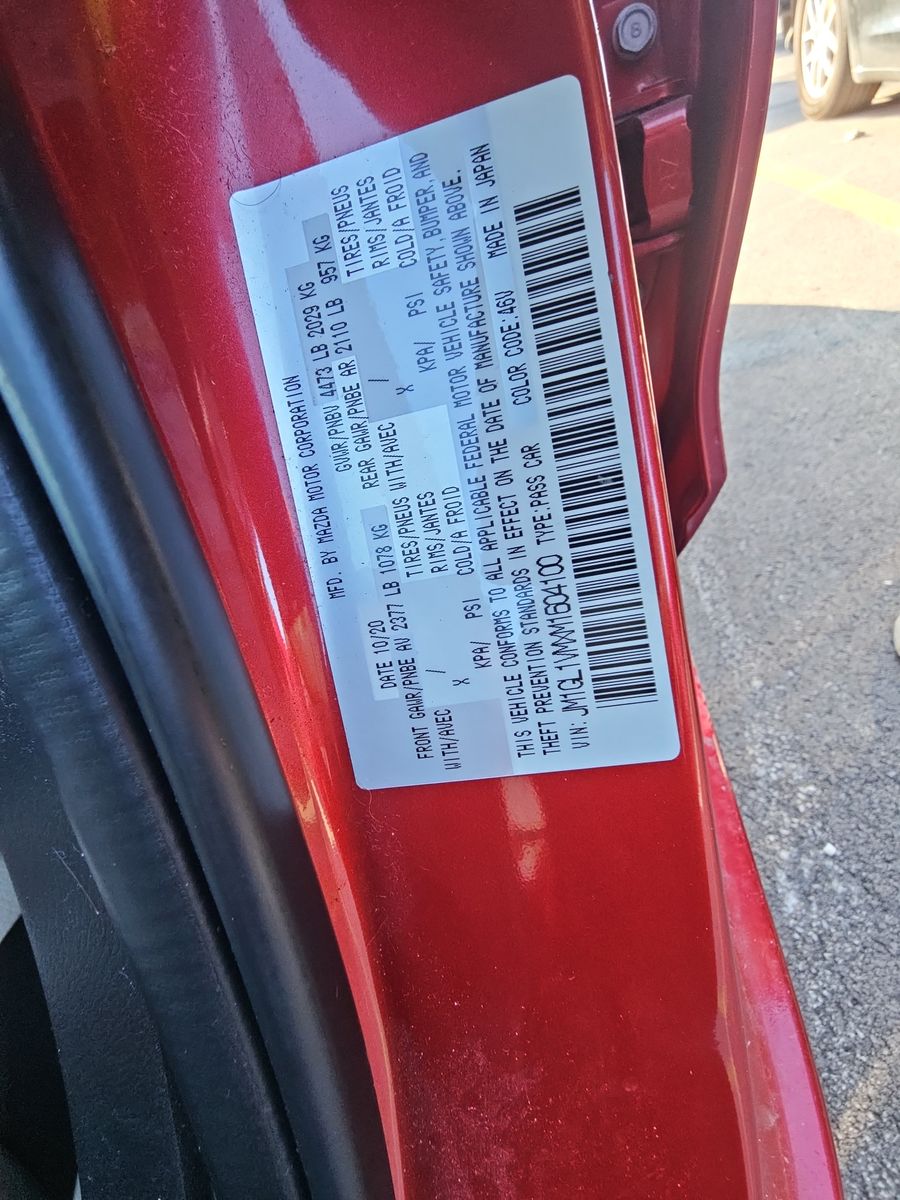 MFD. BY MAZDA MOTOR CORPORATION
DATE 10/20 GVWR/PNBV 4473 LB 2029 KG
FRONT GAWR/PNBE AV 2377 LB 1078 KG REAR GAWR/PNBE AR 2110 LB 957 KG
WITH/AVEC / TIRES/PNEUS WITH/AVEC / TIRES/PNEUS
X RIMS/JANTES X RIMS/JANTES
KPA/ PSI COLD/A FROID KPA/ PSI COLD/A FROID
THIS VEHICLE CONFORMS TO ALL APPLICABLE FEDERAL MOTOR VEHICLE SAFETY, BUMPER, AND
THEFT PREVENTION STANDARDS IN EFFECT ON THE DATE OF MANUFACTURE SHOWN ABOVE.
VIN: JM1GL1VMXM1604100 TYPE:PASS CAR COLOR CODE:46V MADE IN JAPAN
8